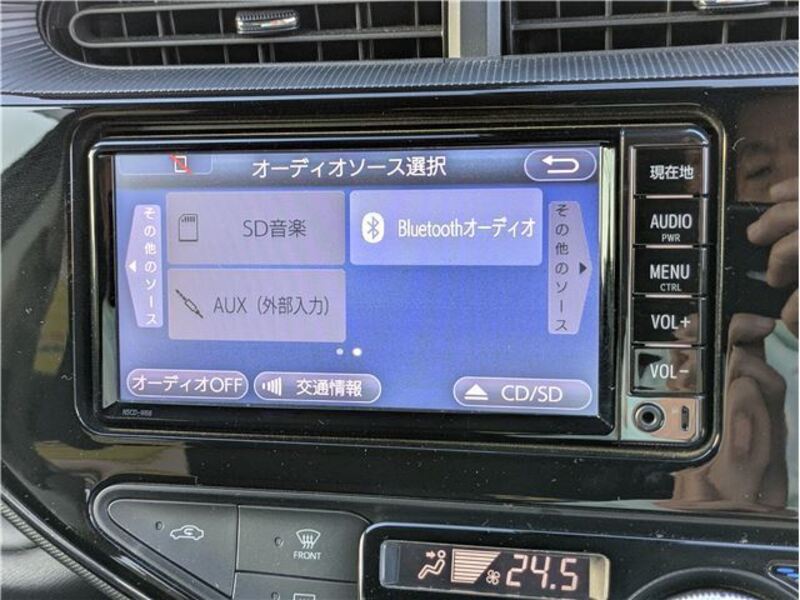 オーディオソース選択
現在地
その他のソース
SD音楽
Bluetoothオーディオ
その他のソース
AUDIO
PWR
MENU
CTRL
AUX（外部入力）
VOL+
VOL-
オーディオOFF
交通情報
CD/SD
NSCD-W66
FRONT
24.5